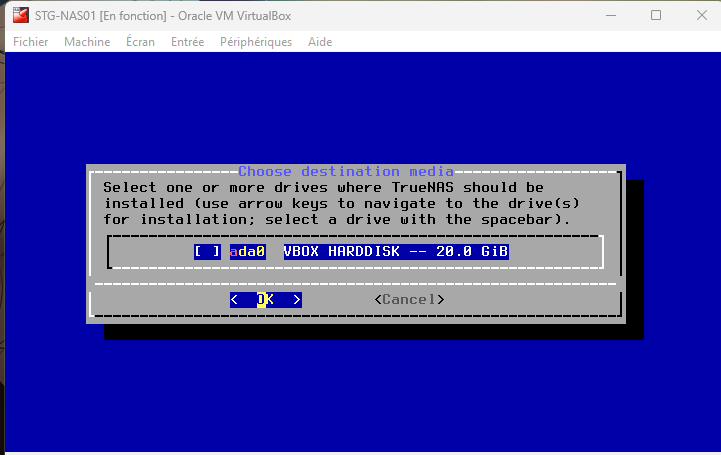 STG-NAS01 [En fonction] - Oracle VM VirtualBox
Fichier Machine Écran Entrée Périphériques Aide
Choose destination media
Select one or more drives where TrueNAS should be
installed (use arrow keys to navigate to the drive(s)
for installation; select a drive with the spacebar).
[ ] ada0 VBOX HARDDISK -- 20.0 GiB
< OK > <Cancel>